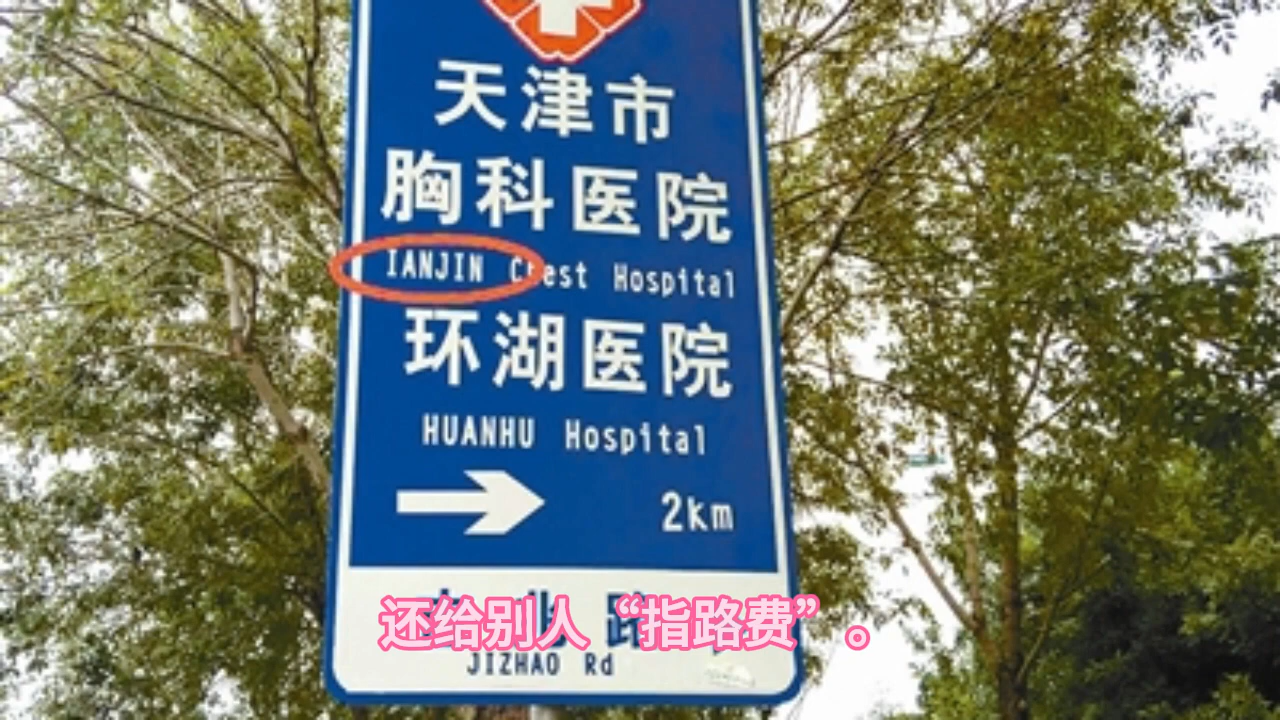 天津市
胸科医院
IANJIN Chest Hospital
环湖医院
HUANHU Hospital
2km
还给别人“指路费”。
JIZHAO Rd